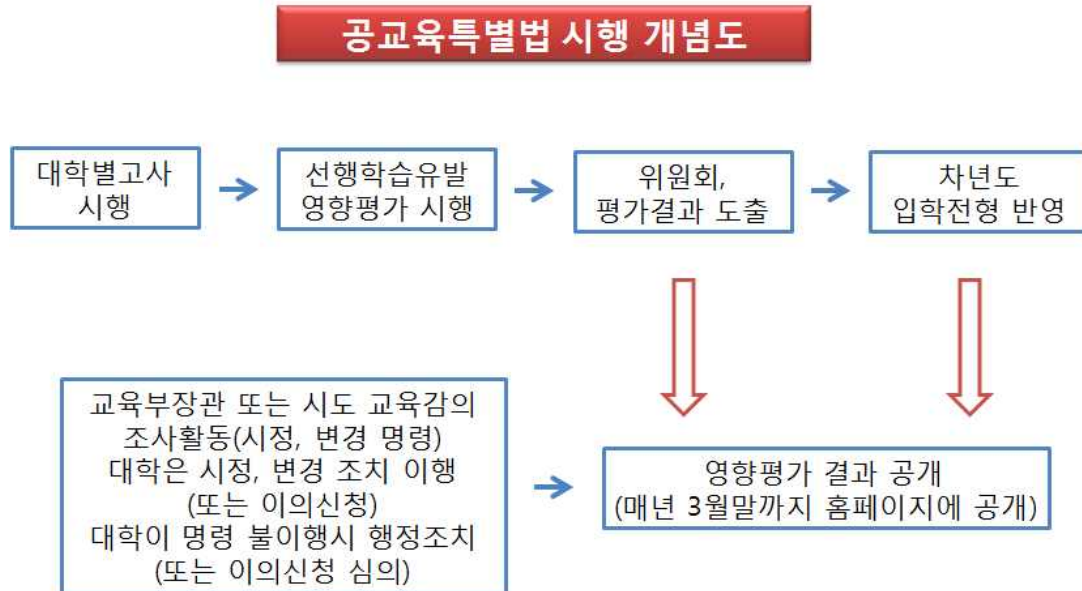 공교육특별법 시행 개념도
대학별고사
시행
선행학습유발
영향평가 시행
위원회,
평가결과 도출
차년도
입학전형 반영
교육부장관 또는 시도 교육감의
조사활동(시정, 변경 명령)
대학은 시정, 변경 조치 이행
(또는 이의신청)
대학이 명령 불이행시 행정조치
(또는 이의신청 심의)
영향평가 결과 공개
(매년 3월말까지 홈페이지에 공개)